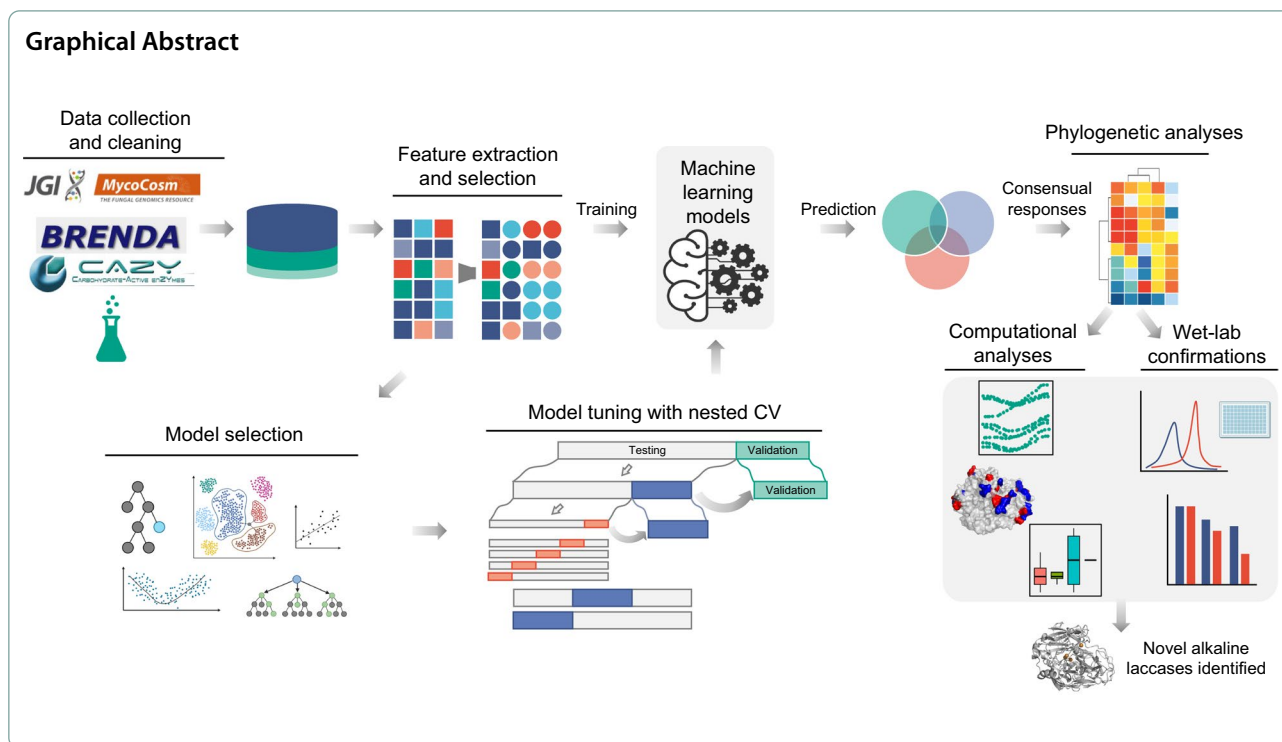 Graphical Abstract
Data collection
and cleaning
JGI
MycoCosm
THE FUNGAL GENOMICS RESOURCE
BRENDA
CAZY
CARBOHYDRATE-ACTIVE ENZYMES
Feature extraction
and selection
Training
Machine
learning
models
Prediction
Consensual
responses
Phylogenetic analyses
Computational
analyses
Wet-lab
confirmations
Model selection
Model tuning with nested CV
Testing
Validation
Validation
Novel alkaline
laccases identified